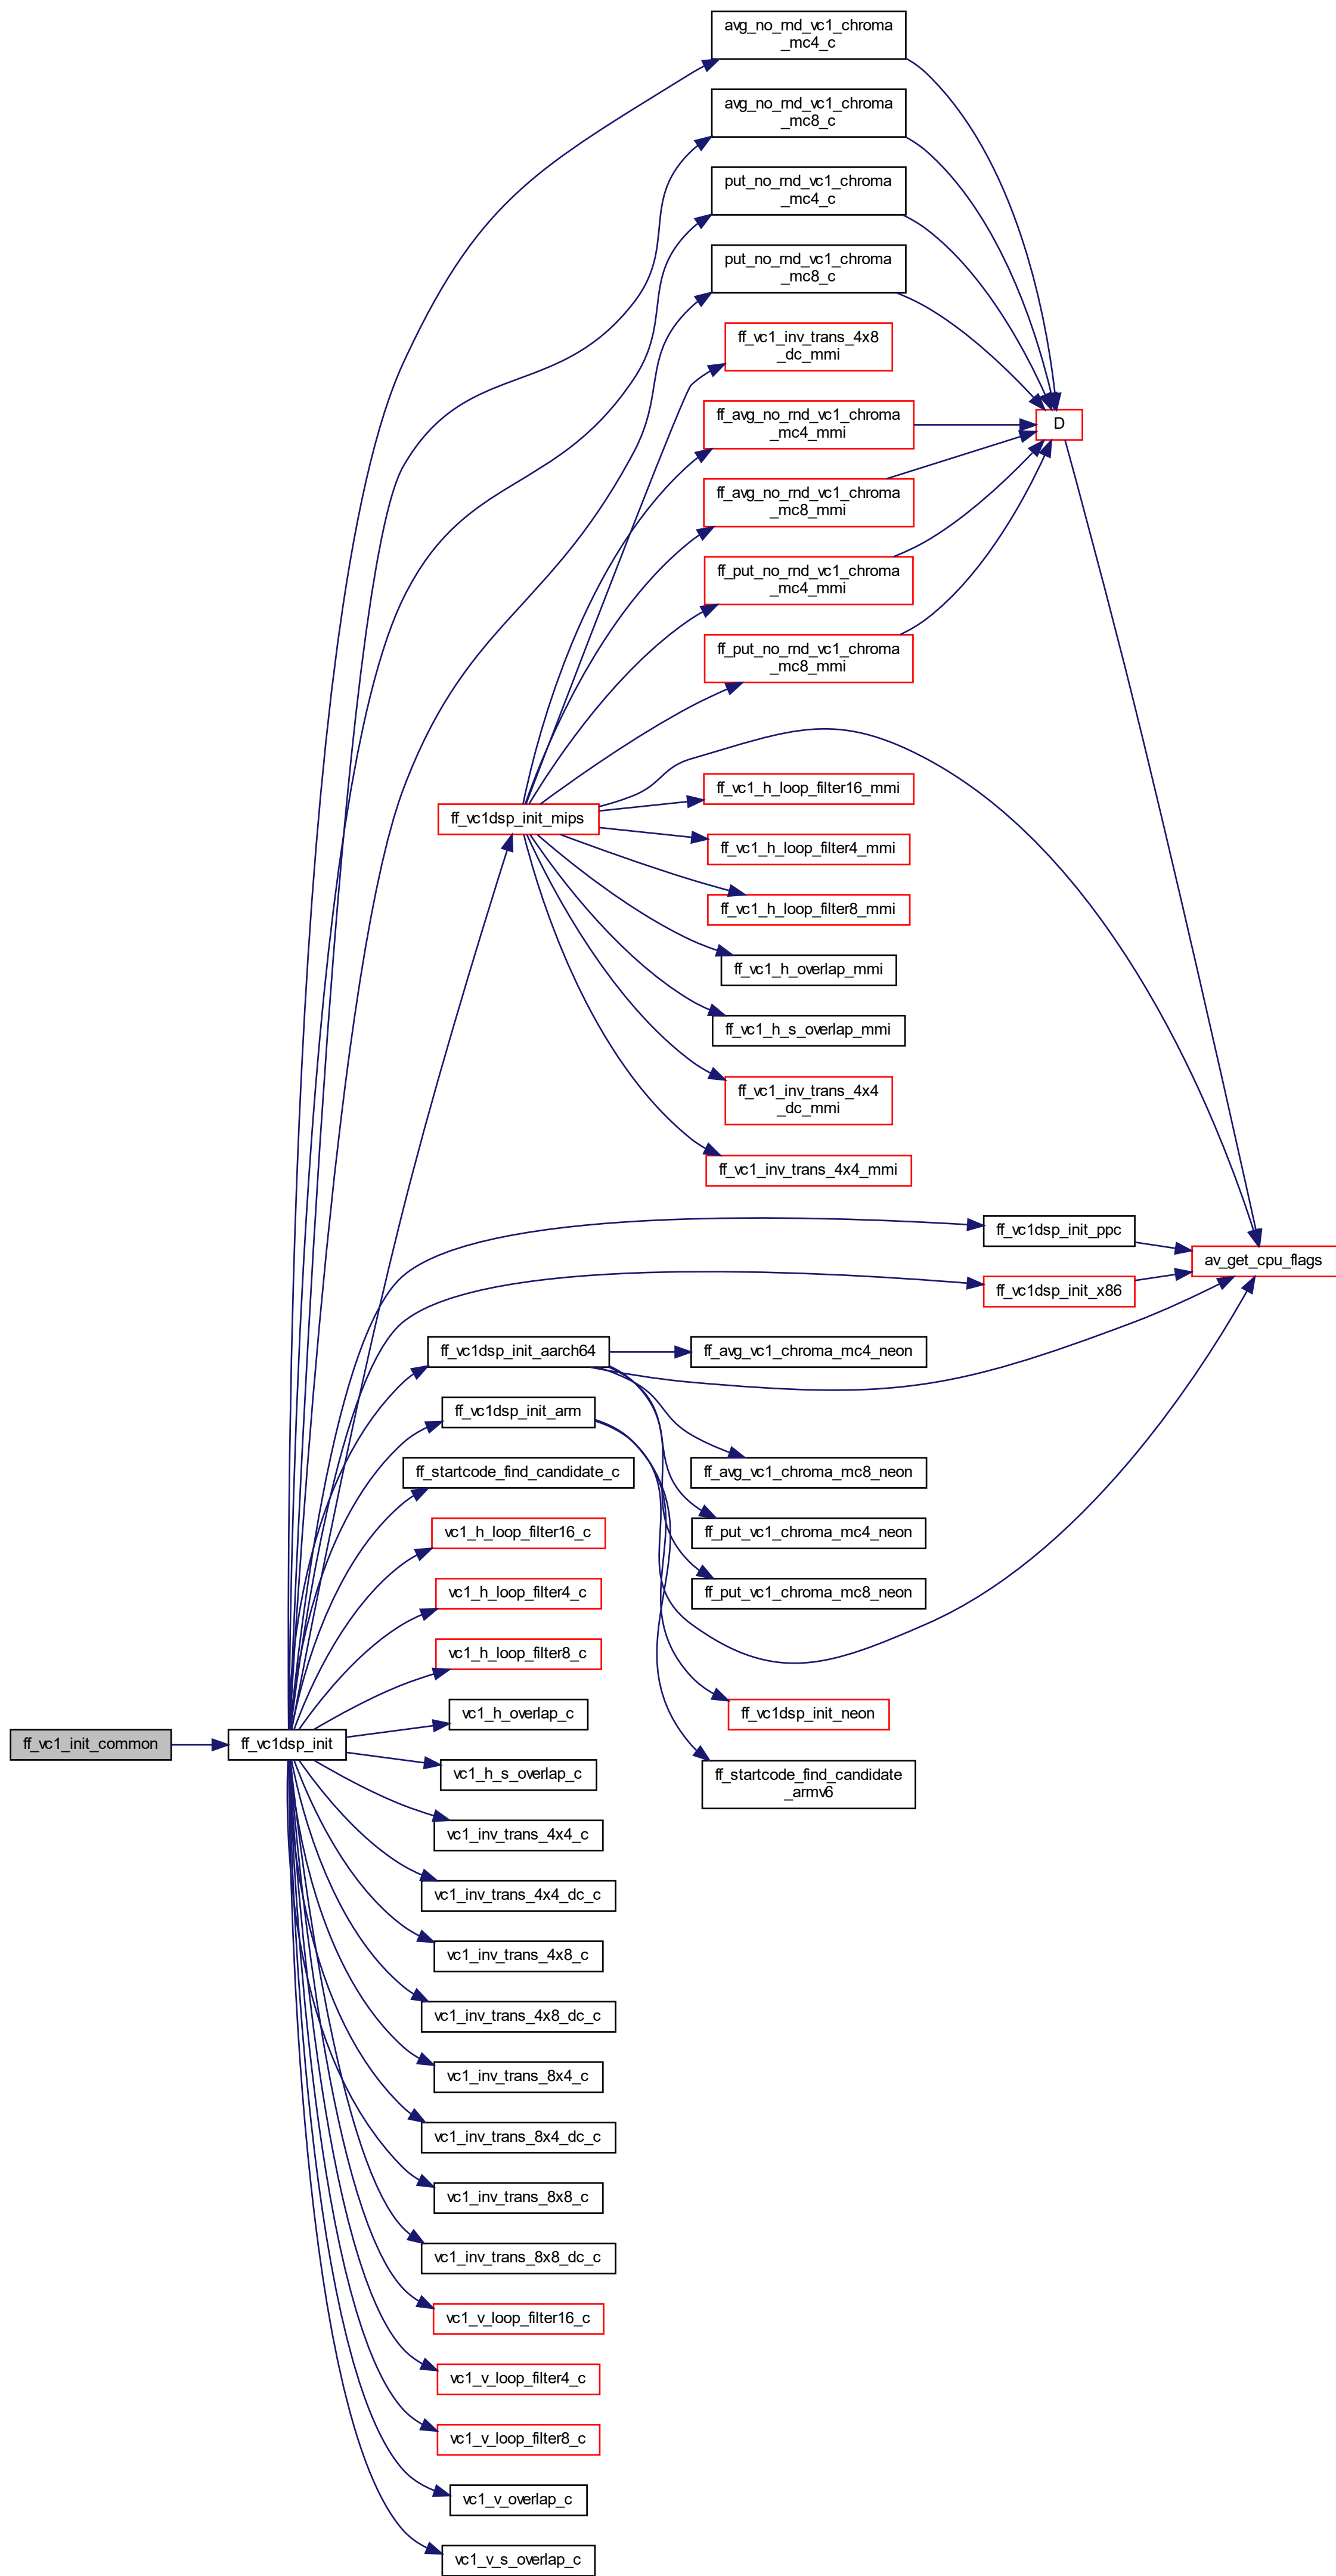 avg_no_rnd_vc1_chroma
_mc4_c
avg_no_rnd_vc1_chroma
_mc8_c
put_no_rnd_vc1_chroma
_mc4_c
put_no_rnd_vc1_chroma
_mc8_c
ff_vc1_inv_trans_4x8
_dc_mmi
ff_avg_no_rnd_vc1_chroma
_mc4_mmi
D
ff_avg_no_rnd_vc1_chroma
_mc8_mmi
ff_put_no_rnd_vc1_chroma
_mc4_mmi
ff_put_no_rnd_vc1_chroma
_mc8_mmi
ff_vc1_h_loop_filter16_mmi
ff_vc1dsp_init_mips
ff_vc1_h_loop_filter4_mmi
ff_vc1_h_loop_filter8_mmi
ff_vc1_h_overlap_mmi
ff_vc1_h_s_overlap_mmi
ff_vc1_inv_trans_4x4
_dc_mmi
ff_vc1_inv_trans_4x4_mmi
ff_vc1dsp_init_ppc
av_get_cpu_flags
ff_vc1dsp_init_x86
ff_vc1dsp_init_aarch64
ff_avg_vc1_chroma_mc4_neon
ff_vc1dsp_init_arm
ff_startcode_find_candidate_c
ff_avg_vc1_chroma_mc8_neon
vc1_h_loop_filter16_c
ff_put_vc1_chroma_mc4_neon
vc1_h_loop_filter4_c
ff_put_vc1_chroma_mc8_neon
vc1_h_loop_filter8_c
vc1_h_overlap_c
ff_vc1dsp_init_neon
ff_vc1_init_common
ff_vc1dsp_init
vc1_h_s_overlap_c
ff_startcode_find_candidate
_armv6
vc1_inv_trans_4x4_c
vc1_inv_trans_4x4_dc_c
vc1_inv_trans_4x8_c
vc1_inv_trans_4x8_dc_c
vc1_inv_trans_8x4_c
vc1_inv_trans_8x4_dc_c
vc1_inv_trans_8x8_c
vc1_inv_trans_8x8_dc_c
vc1_v_loop_filter16_c
vc1_v_loop_filter4_c
vc1_v_loop_filter8_c
vc1_v_overlap_c
vc1_v_s_overlap_c